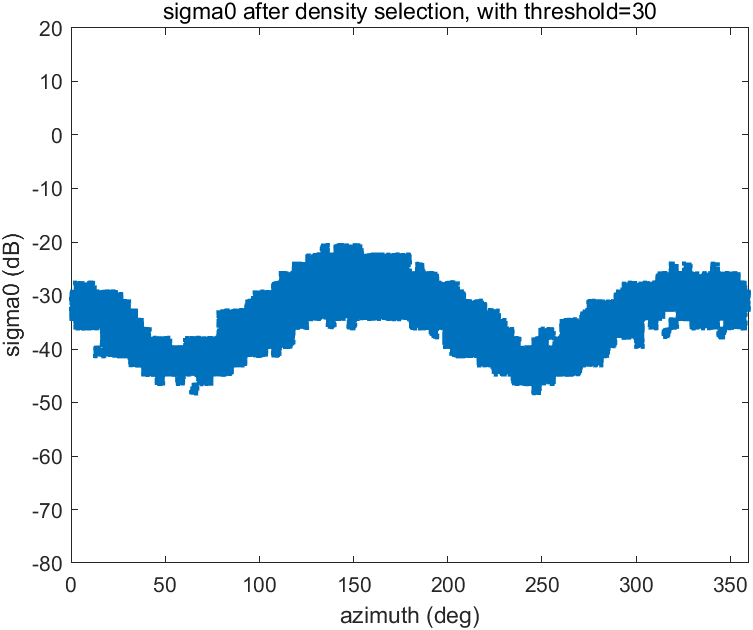 sigma0 after density selection, with threshold=30
20
10
0
-10
-20
-30
-40
-50
-60
-70
-80
sigma0 (dB)
0 50 100 150 200 250 300 350
azimuth (deg)